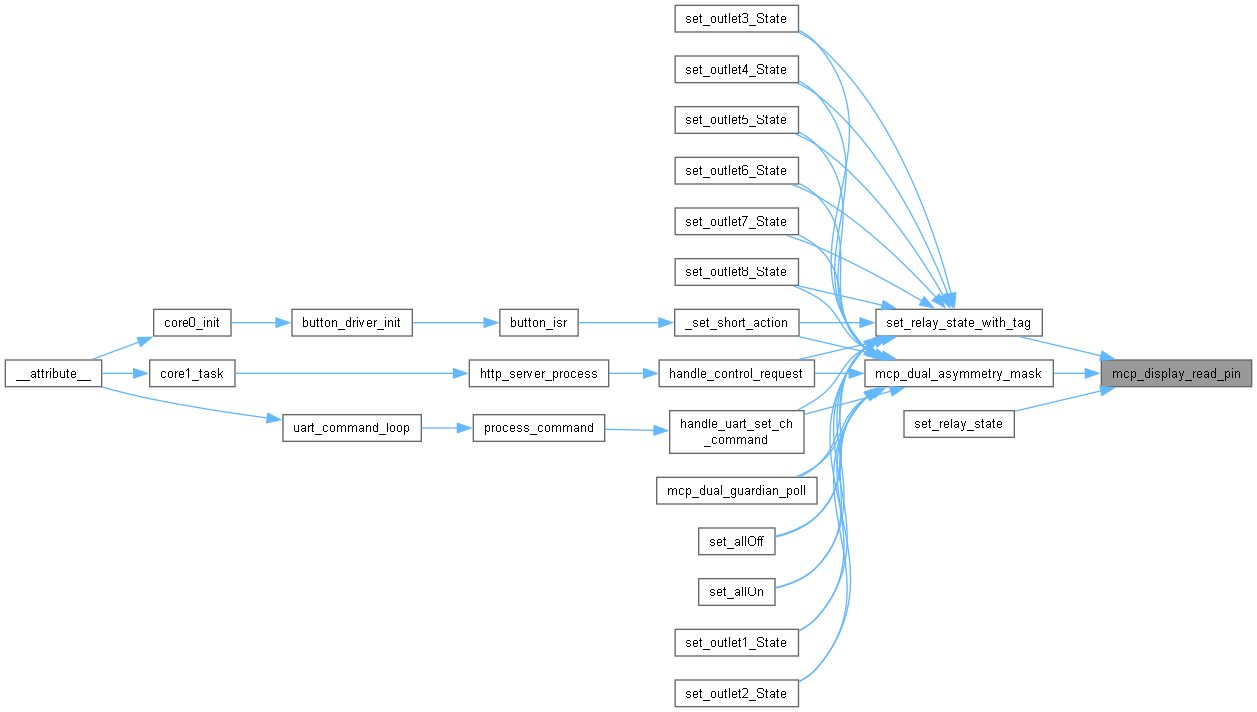 set_outlet3_State
set_outlet4_State
set_outlet5_State
set_outlet6_State
set_outlet7_State
set_outlet8_State
core0_init
button_driver_init
button_isr
_set_short_action
set_relay_state_with_tag
__attribute__
core1_task
http_server_process
handle_control_request
mcp_dual_asymmetry_mask
mcp_display_read_pin
uart_command_loop
process_command
handle_uart_set_ch
_command
set_relay_state
mcp_dual_guardian_poll
set_allOff
set_allOn
set_outlet1_State
set_outlet2_State